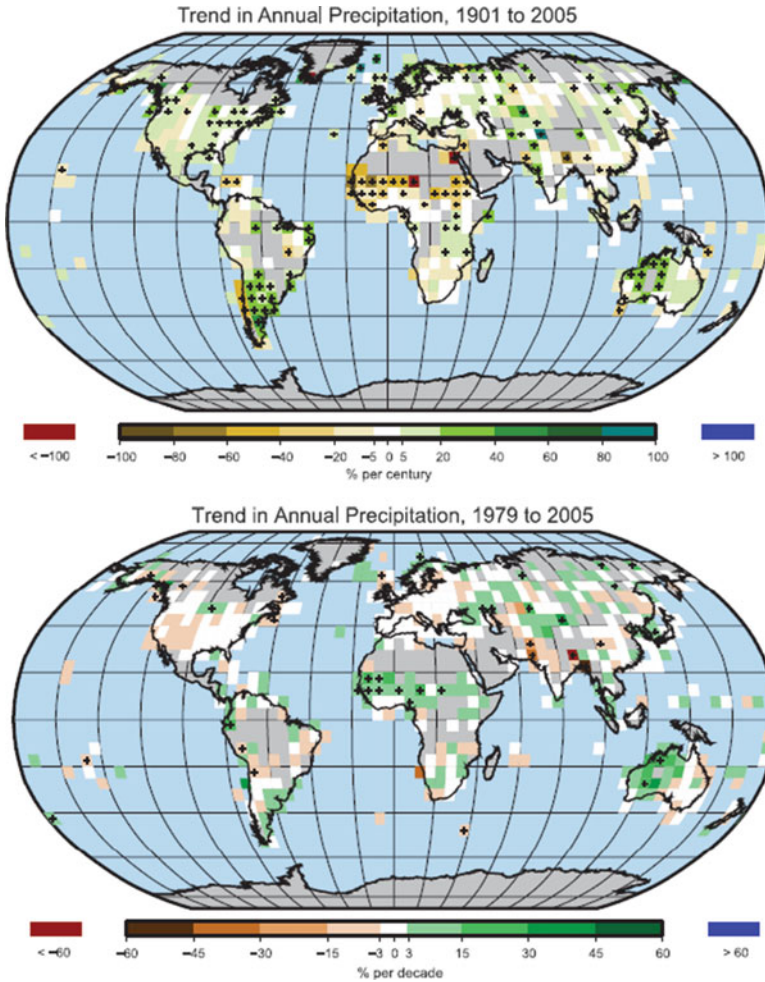 Trend in Annual Precipitation, 1901 to 2005
< −100
−100 −80 −60 −40 −20 −5 0 5 20 40 60 80 100
> 100
% per century
Trend in Annual Precipitation, 1979 to 2005
< −60
−60 −45 −30 −15 −3 0 3 15 30 45 60
> 60
% per decade